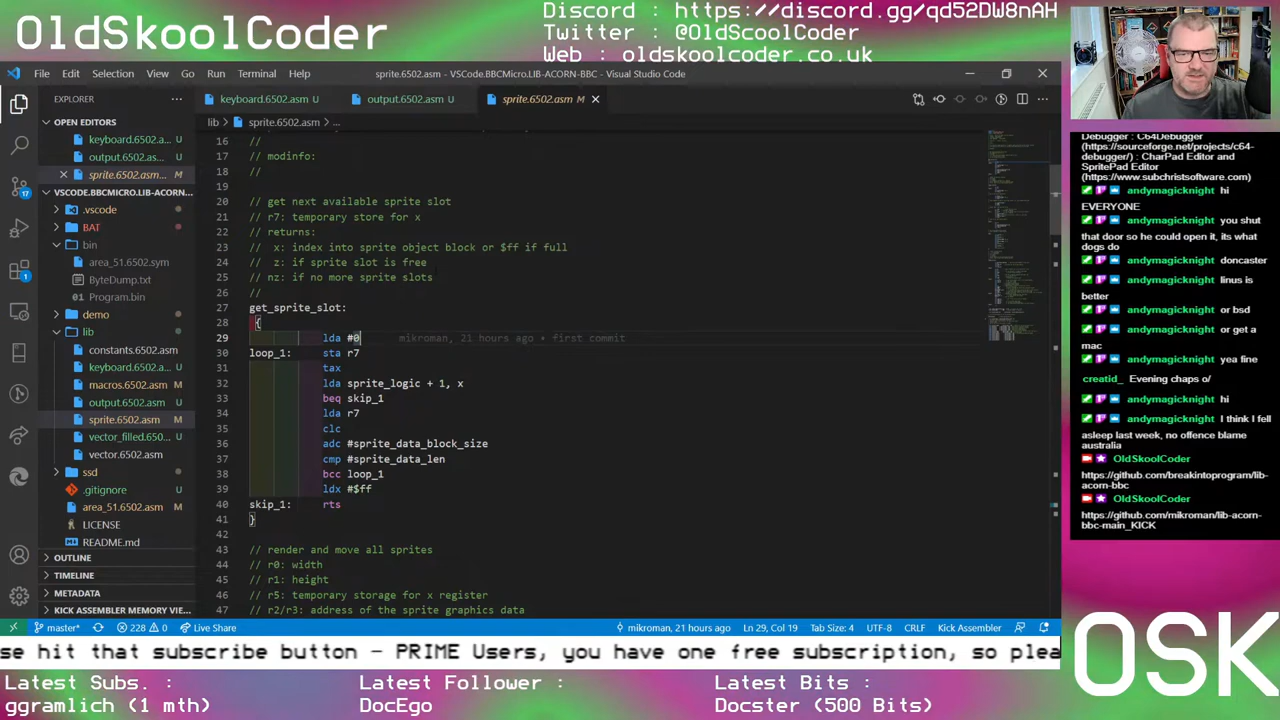 OldSkoolCoder
Discord : https://discord.gg/qd52DW8nAH
Twitter : @OldScoolCoder
Web : oldskoolcoder.co.uk
File Edit Selection View Go Run Terminal Help
sprite.6502.asm - VSCode.BBCMicro.LIB-ACORN-BBC - Visual Studio Code
EXPLORER
keyboard.6502.asm U
output.6502.asm U
sprite.6502.asm M
lib > sprite.6502.asm > ...
OPEN EDITORS
keyboard.6502.a... U
output.6502.as... U
sprite.6502.asm... M
VSCODE.BBCMICRO.LIB-ACORN...
.vscode
BAT
bin
area_51.6502.sym
ByteDump.txt
Program.bin
demo
lib
constants.6502.asm
keyboard.6502.... U
macros.6502.asm M
output.6502.asm U
sprite.6502.asm M
vector_filled.650... U
vector.6502.asm
ssd
.gitignore U
area_51.6502.asm U
LICENSE
README.md
OUTLINE
TIMELINE
METADATA
KICK ASSEMBLER MEMORY VIE...
16 //
17 // modinfo:
18 //
19
20 // get next available sprite slot
21 // r7: temporary store for x
22 // returns:
23 // x: index into sprite object block or $ff if full
24 // z: if sprite slot is free
25 // nz: if no more sprite slots
26 //
27 get_sprite_slot:
28 {
29 lda #0 mikroman, 21 hours ago • first commit
30 loop_1: sta r7
31 tax
32 lda sprite_logic + 1, x
33 beq skip_1
34 lda r7
35 clc
36 adc #sprite_data_block_size
37 cmp #sprite_data_len
38 bcc loop_1
39 ldx #$ff
40 skip_1: rts
41 }
42
43 // render and move all sprites
44 // r0: width
45 // r1: height
46 // r5: temporary storage for x register
47 // r2/r3: address of the sprite graphics data
master* 228 0 Live Share
mikroman, 21 hours ago Ln 29, Col 19 Tab Size: 4 UTF-8 CRLF Kick Assembler
Debugger : C64Debugger
(https://sourceforge.net/projects/c64-
debugger/) : CharPad Editor and
SpritePad Editor
(https://www.subchristsoftware.com)
andymagicknight hi
EVERYONE
andymagicknight you shut
that door so he could open it, its what
dogs do
andymagicknight doncaster
andymagicknight linus is
better
andymagicknight or bsd
andymagicknight or get a
mac
andymagicknight yea fine
creatid_ Evening chaps o/
andymagicknight hi
andymagicknight I think I fell
asleep last week, no offence blame
australia
OldSkoolCoder
https://github.com/breakintoprogram/lib-
acorn-bbc
OldSkoolCoder
https://github.com/mikroman/lib-acorn-
bbc-main_KICK
OSK
se hit that subscribe button - PRIME Users, you have one free subscription, so plea
Latest Subs. :
ggramlich (1 mth)
Latest Follower :
DocEgo
Latest Bits :
Docster (500 Bits)